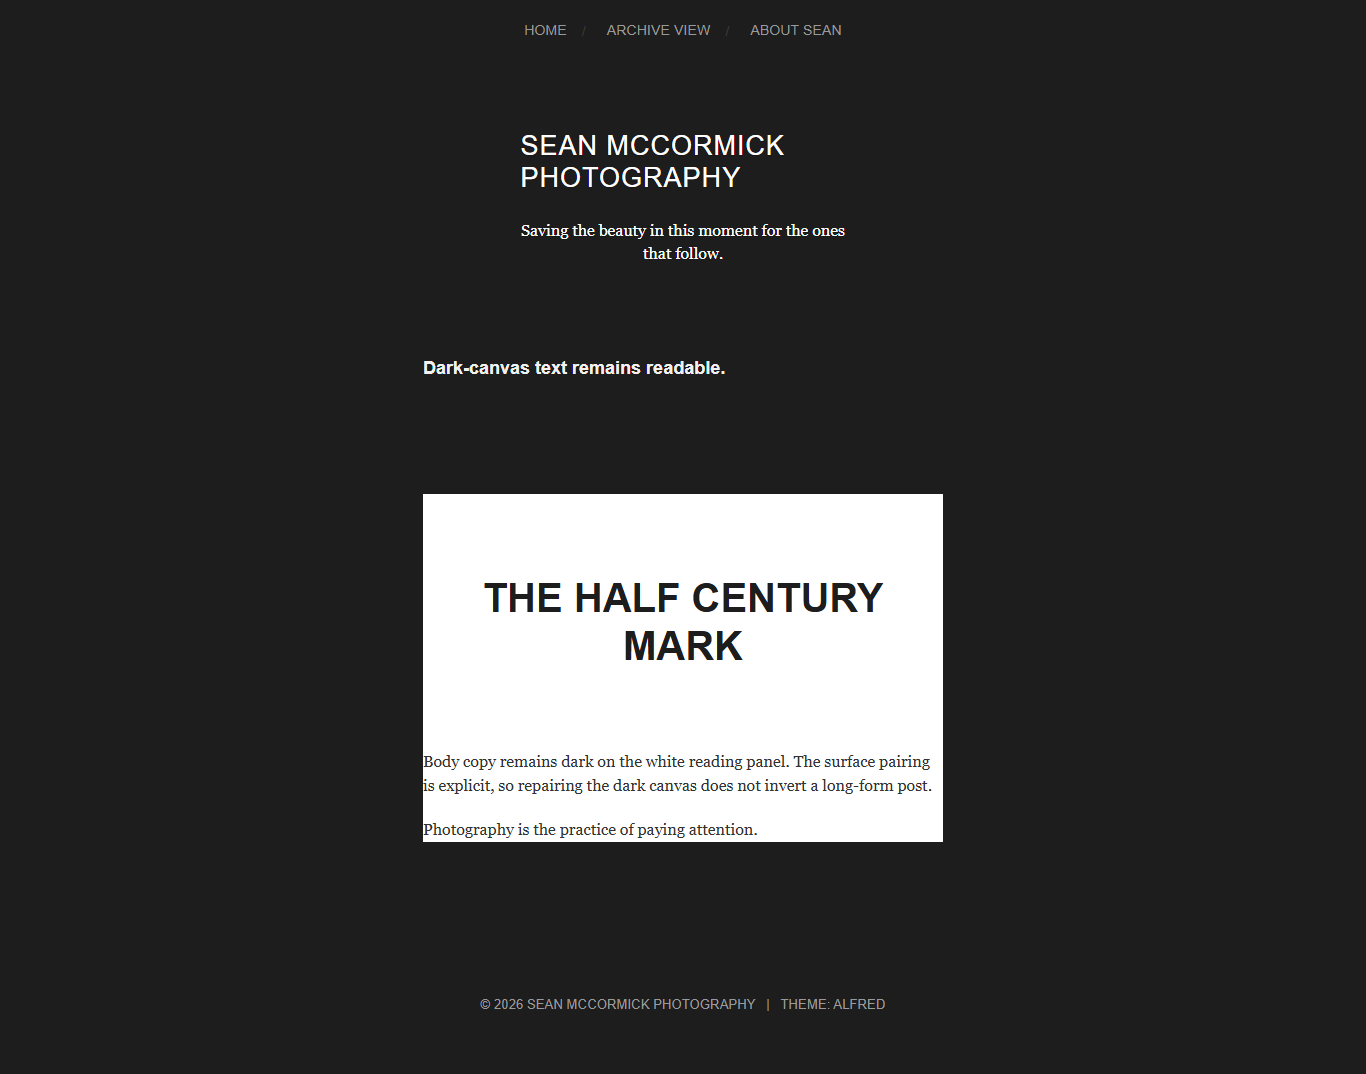 HOME / ARCHIVE VIEW / ABOUT SEAN
SEAN MCCORMICK
PHOTOGRAPHY
Saving the beauty in this moment for the ones
that follow.
Dark-canvas text remains readable.
THE HALF CENTURY
MARK
Body copy remains dark on the white reading panel. The surface pairing
is explicit, so repairing the dark canvas does not invert a long-form post.
Photography is the practice of paying attention.
© 2026 SEAN MCCORMICK PHOTOGRAPHY | THEME: ALFRED